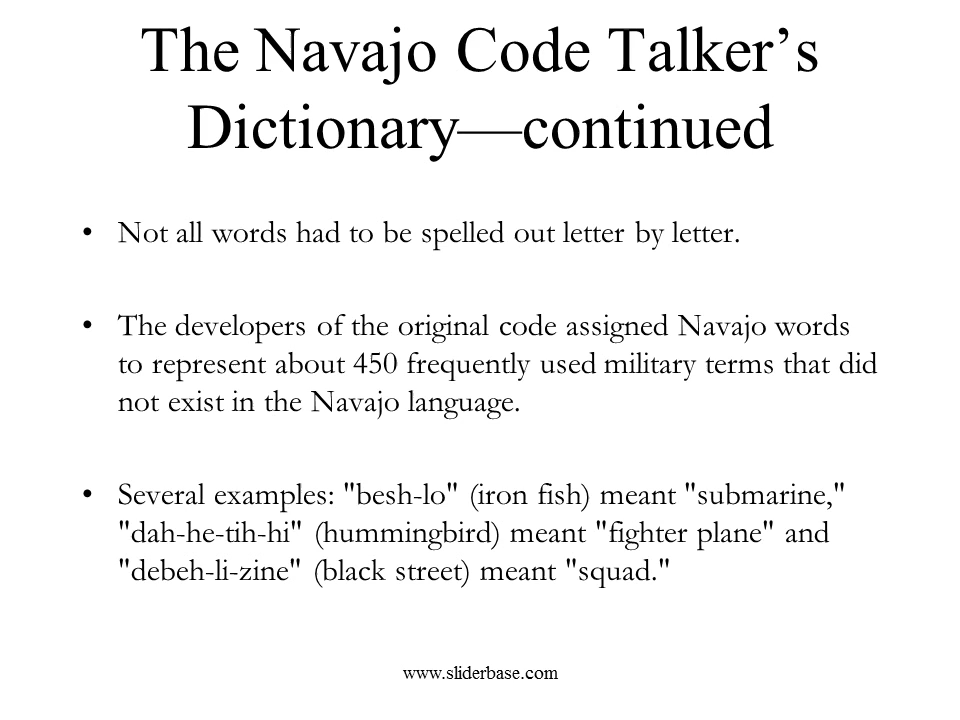 The Navajo Code Talker’s
Dictionary—continued
• Not all words had to be spelled out letter by letter.
• The developers of the original code assigned Navajo words
to represent about 450 frequently used military terms that did
not exist in the Navajo language.
• Several examples: "besh-lo" (iron fish) meant "submarine,"
"dah-he-tih-hi" (hummingbird) meant "fighter plane" and
"debeh-li-zine" (black street) meant "squad."
www.sliderbase.com